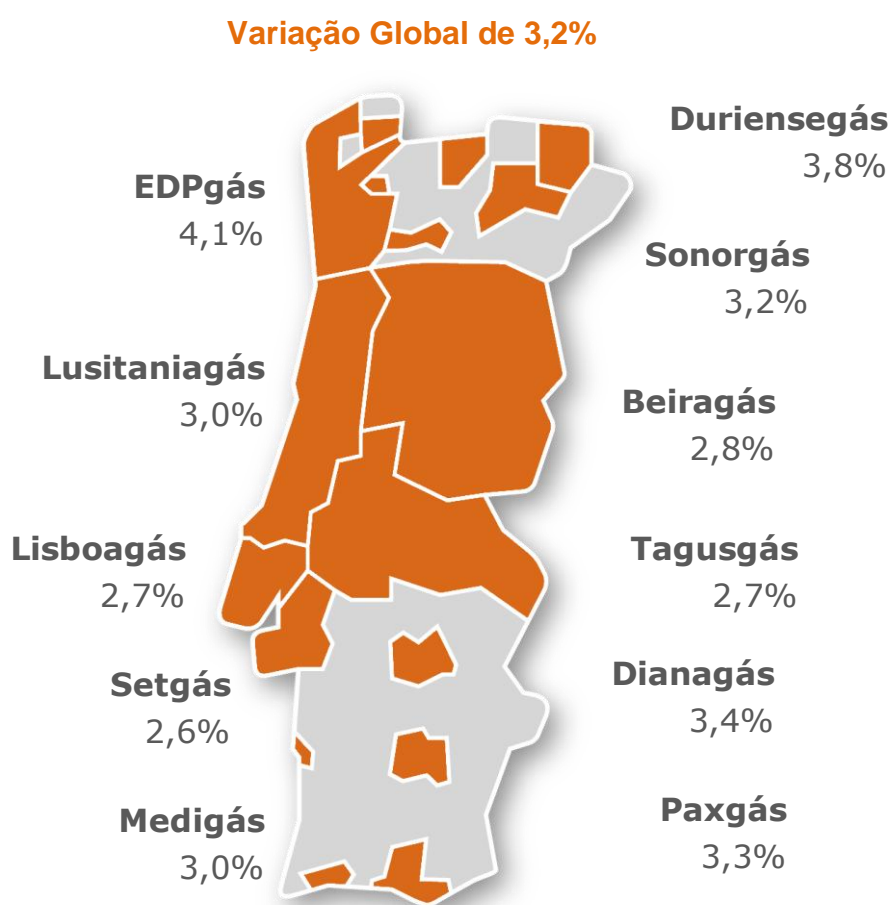 Variação Global de 3,2%
Duriensegás
3,8%
EDPgás
4,1%
Sonorgás
3,2%
Lusitaniagás
3,0%
Beiragás
2,8%
Lisboagás
2,7%
Tagusgás
2,7%
Setgás
2,6%
Dianagás
3,4%
Medigás
3,0%
Paxgás
3,3%